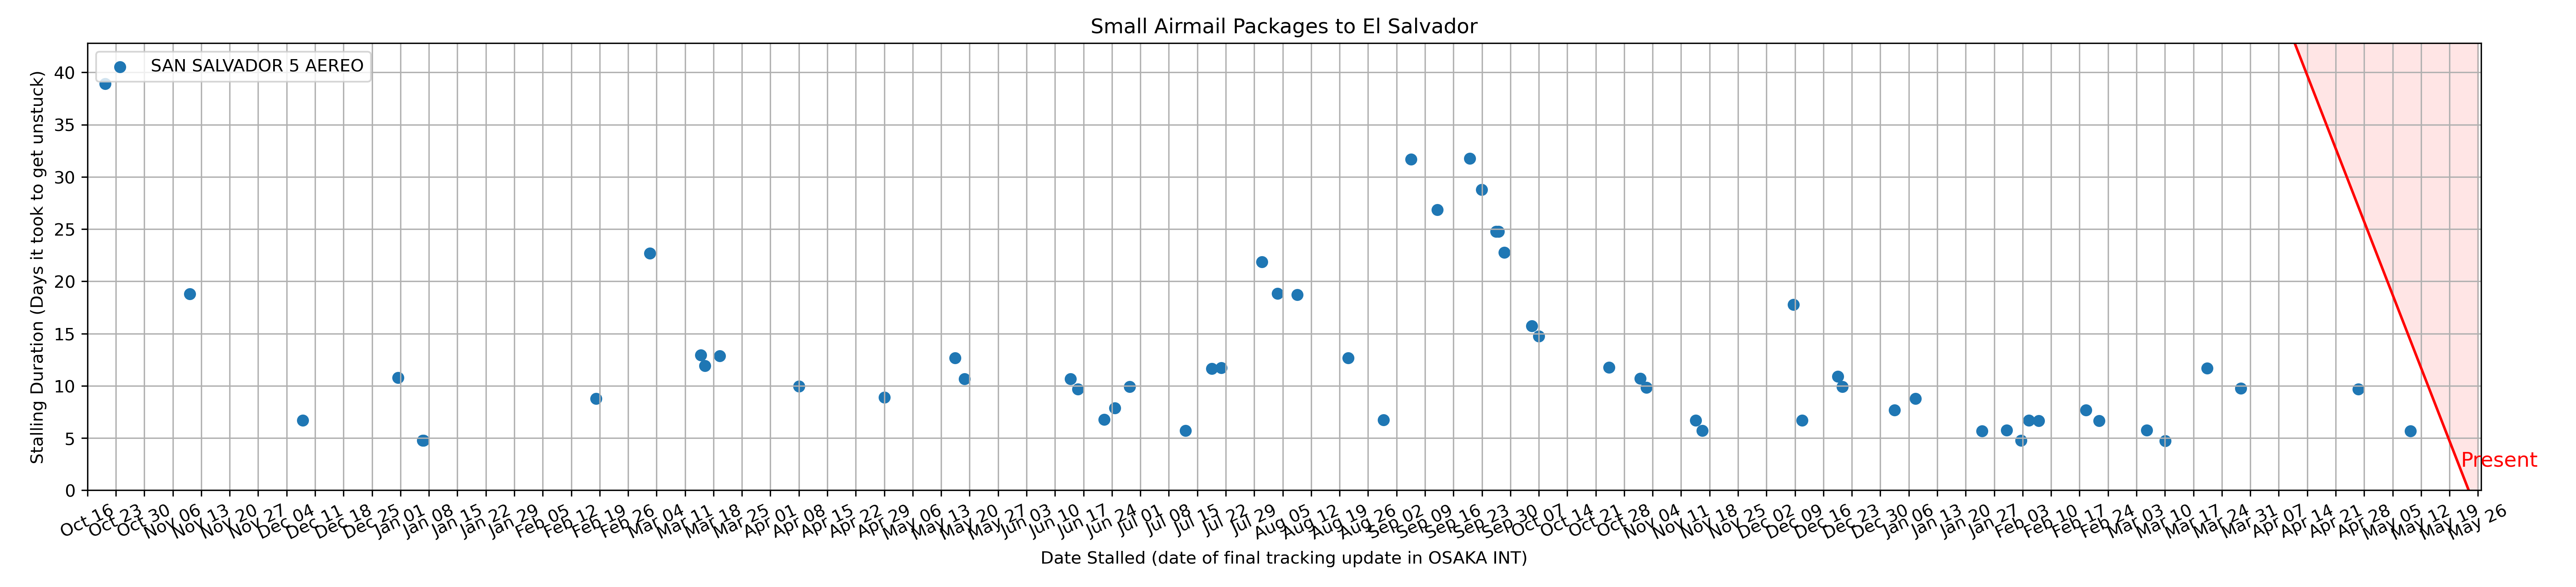 Small Airmail Packages to El Salvador
SAN SALVADOR 5 AEREO
Stalling Duration (Days it took to get unstuck)
40
35
30
25
20
15
10
5
0
Present
Oct 16 Oct 23 Oct 30 Nov 06 Nov 13 Nov 20 Nov 27 Dec 04 Dec 11 Dec 18 Dec 25 Jan 01 Jan 08 Jan 15 Jan 22 Jan 29 Feb 05 Feb 12 Feb 19 Feb 26 Mar 04 Mar 11 Mar 18 Mar 25 Apr 01 Apr 08 Apr 15 Apr 22 Apr 29 May 06 May 13 May 20 May 27 Jun 03 Jun 10 Jun 17 Jun 24 Jul 01 Jul 08 Jul 15 Jul 22 Jul 29 Aug 05 Aug 12 Aug 19 Aug 26 Sep 02 Sep 09 Sep 16 Sep 23 Sep 30 Oct 07 Oct 14 Oct 21 Oct 28 Nov 04 Nov 11 Nov 18 Nov 25 Dec 02 Dec 09 Dec 16 Dec 23 Dec 30 Jan 06 Jan 13 Jan 20 Jan 27 Feb 03 Feb 10 Feb 17 Feb 24 Mar 03 Mar 10 Mar 17 Mar 24 Mar 31 Apr 07 Apr 14 Apr 21 Apr 28 May 05 May 12 May 19 May 26
Date Stalled (date of final tracking update in OSAKA INT)